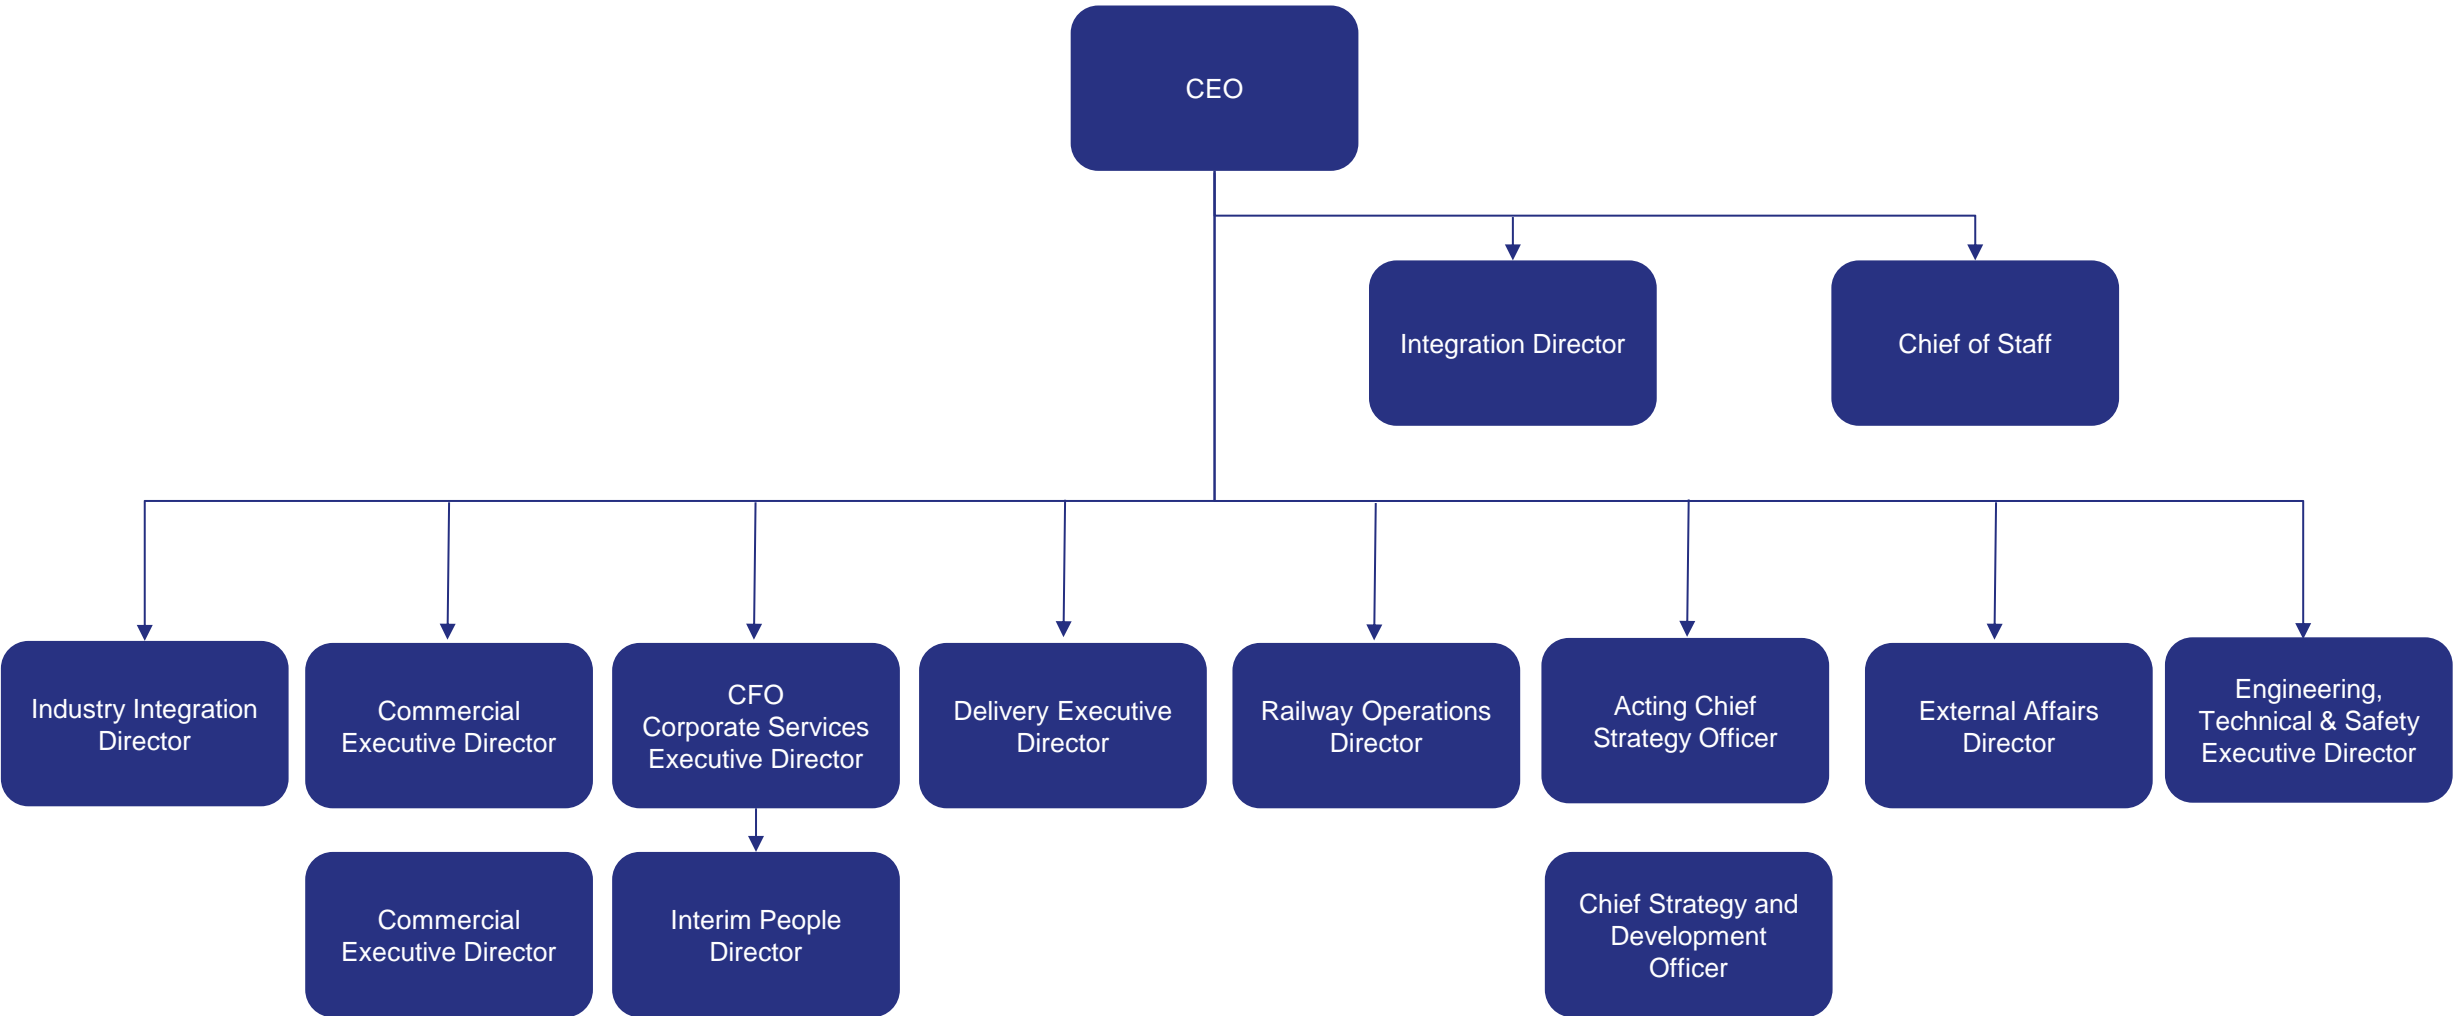 CEO
Integration Director
Chief of Staff
Industry Integration
Director
Commercial
Executive Director
CFO
Corporate Services
Executive Director
Delivery Executive
Director
Railway Operations
Director
Acting Chief
Strategy Officer
External Affairs
Director
Engineering,
Technical & Safety
Executive Director
Commercial
Executive Director
Interim People
Director
Chief Strategy and
Development
Officer